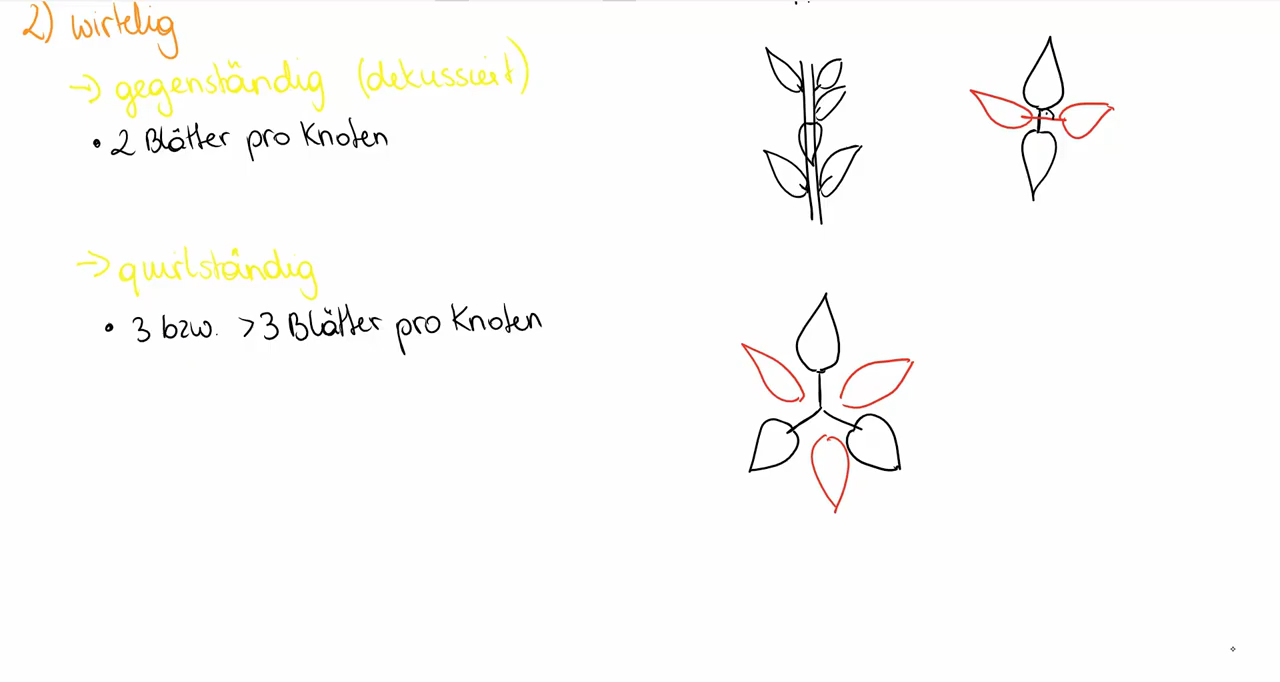 2) wirtelig
→ gegenständig (dekussiert)
• 2 Blätter pro Knoten
→ quirlständig
• 3 bzw. >3 Blätter pro Knoten